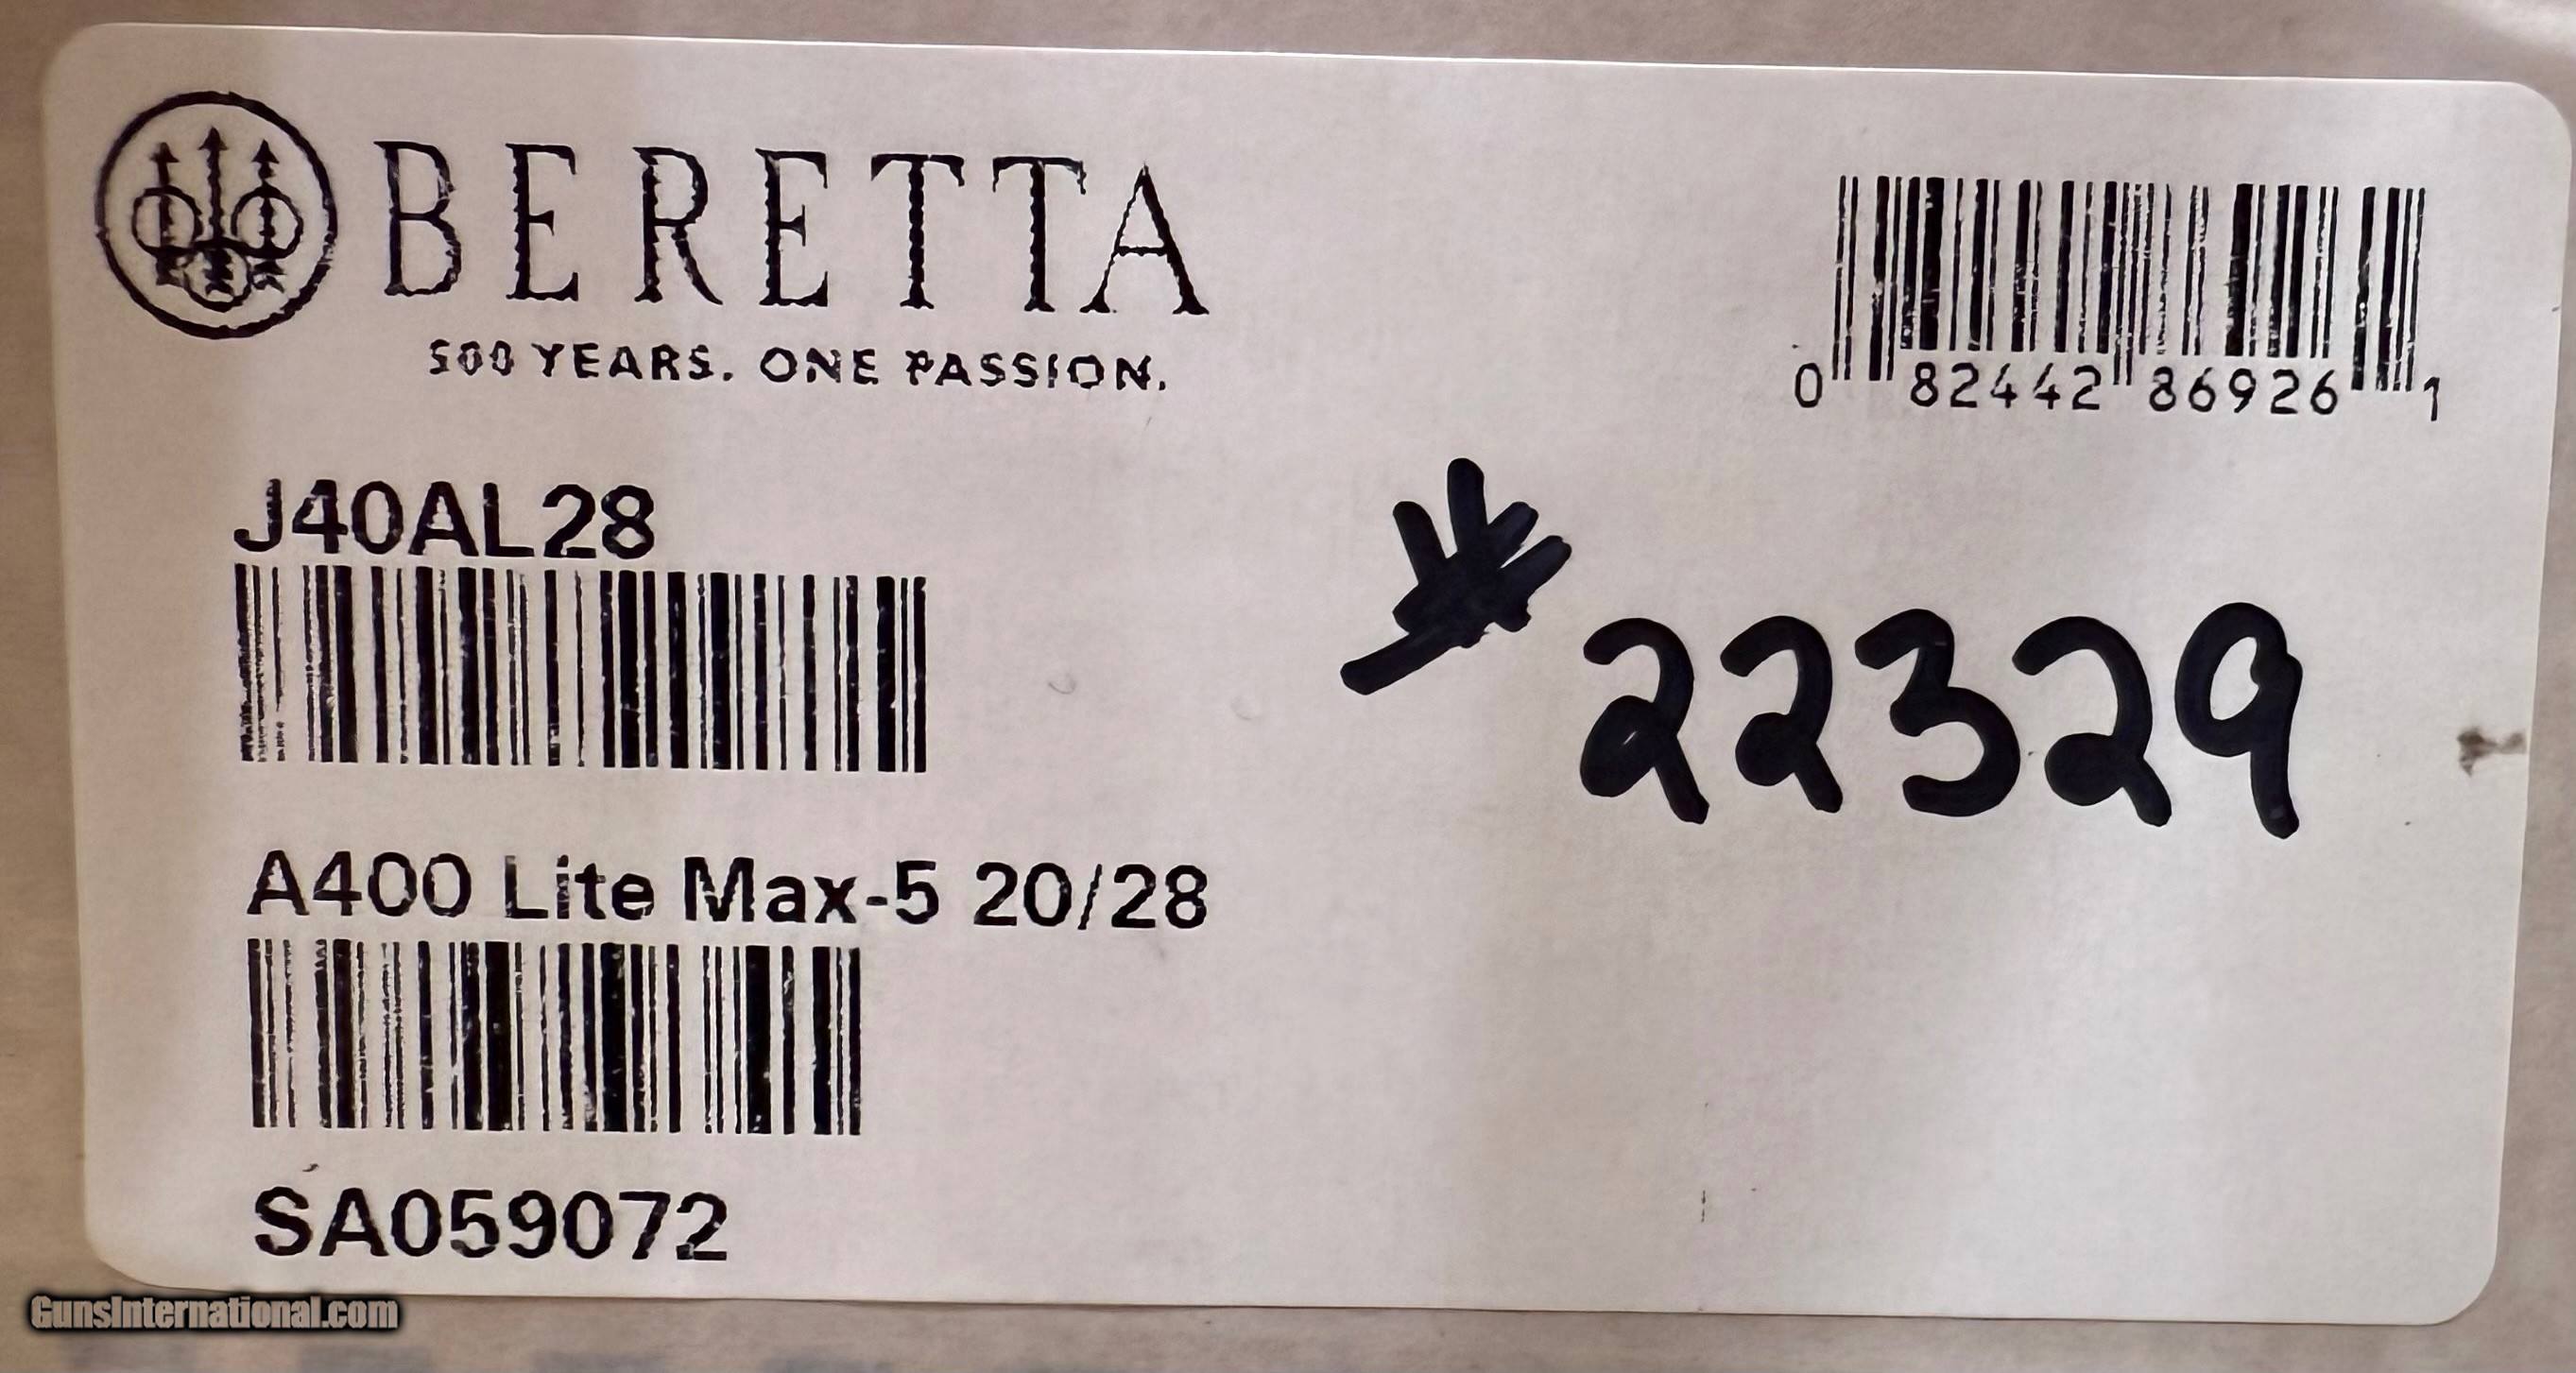 BERETTA
500 YEARS. ONE PASSION.
0 82442 86926 1
J40AL28
#22329
A400 Lite Max-5 20/28
SA059072
GunsInternational.com